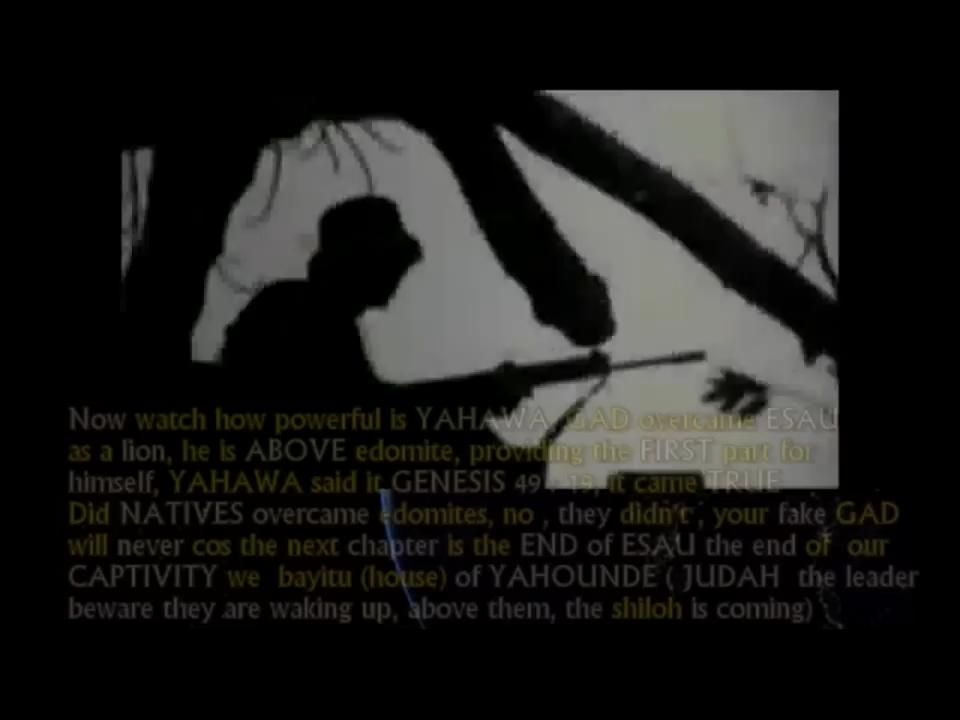 Now watch how powerful is YAHAWA, GAD overcame ESAU
as a lion, he is ABOVE edomite, providing the FIRST part for
himself, YAHAWA said it GENESIS 49 : 19, it came TRUE
Did NATIVES overcame edomites, no , they didn't , your fake GAD
will never cos the next chapter is the END of ESAU the end of our
CAPTIVITY we bayitu (house) of YAHOUNDE ( JUDAH the leader
beware they are waking up, above them, the shiloh is coming)